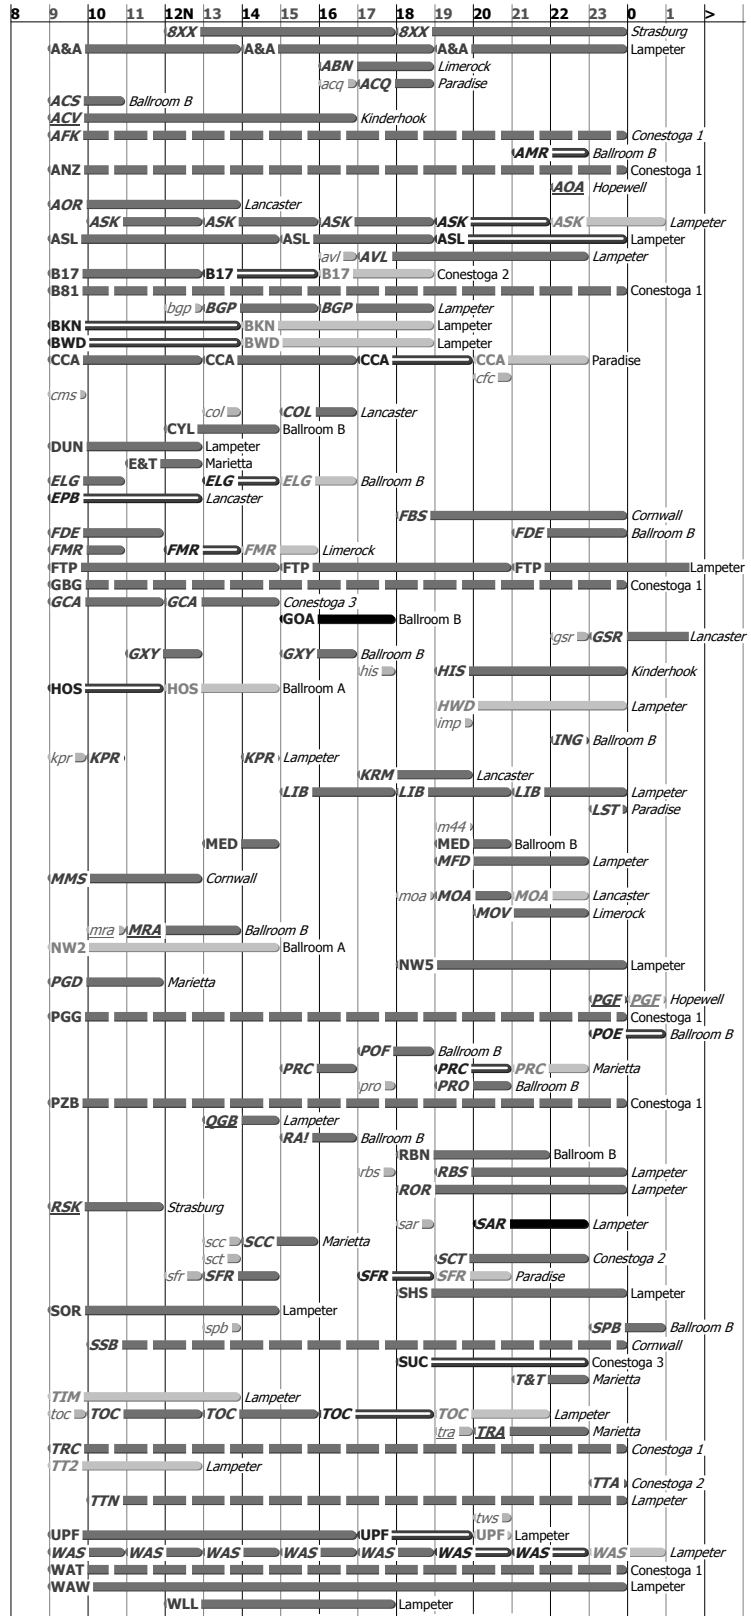 8 9 10 11 12N 13 14 15 16 17 18 19 20 21 22 23 0 1 >
8XX 8XX Strasburg
A&A A&A A&A Lampeter
ABN Limerock
acq ACQ Paradise
ACS Ballroom B
ACV Kinderhook
AFK Conestoga 1
AMR Ballroom B
ANZ Conestoga 1
AOA Hopewell
AOR Lancaster
ASK ASK ASK ASK ASK Lampeter
ASL ASL ASL Lampeter
avl AVL Lampeter
B17 B17 B17 Conestoga 2
B81 Conestoga 1
bgp BGP BGP Lampeter
BKN BKN Lampeter
BWD BWD Lampeter
CCA CCA CCA CCA Paradise
cfc
cms
col COL Lancaster
CYL Ballroom B
DUN Lampeter
E&T Marietta
ELG ELG ELG Ballroom B
EPB Lancaster
FBS Cornwall
FDE FDE Ballroom B
FMR FMR FMR Limerock
FTP FTP FTP Lampeter
GBG Conestoga 1
GCA GCA Conestoga 3
GOA Ballroom B
gsr GSR Lancaster
GXY GXY Ballroom B
his HIS Kinderhook
HOS HOS Ballroom A
HWD Lampeter
imp
ING Ballroom B
kpr KPR KPR Lampeter
KRM Lancaster
LIB LIB LIB Lampeter
LST Paradise
m44
MED MED Ballroom B
MFD Lampeter
MMS Cornwall
moa MOA MOA Lancaster
MOV Limerock
mra MRA Ballroom B
NW2 Ballroom A
NW5 Lampeter
PGD Marietta
PGF PGF Hopewell
PGG Conestoga 1
POE Ballroom B
POF Ballroom B
PRC PRC PRC Marietta
pro PRO Ballroom B
PZB Conestoga 1
QGB Lampeter
RA! Ballroom B
RBN Ballroom B
rbs RBS Lampeter
ROR Lampeter
RSK Strasburg
sar SAR Lampeter
scc SCC Marietta
sct SCT Conestoga 2
sfr SFR SFR SFR Paradise
SHS Lampeter
SOR Lampeter
spb SPB Ballroom B
SSB Cornwall
SUC Conestoga 3
T&T Marietta
TIM Lampeter
toc TOC TOC TOC TOC Lampeter
tra TRA Marietta
TRC Conestoga 1
TT2 Lampeter
TTA Conestoga 2
TTN Lampeter
tws
UPF UPF UPF Lampeter
WAS WAS WAS WAS WAS WAS WAS WAS Lampeter
WAT Conestoga 1
WAW Lampeter
WLL Lampeter